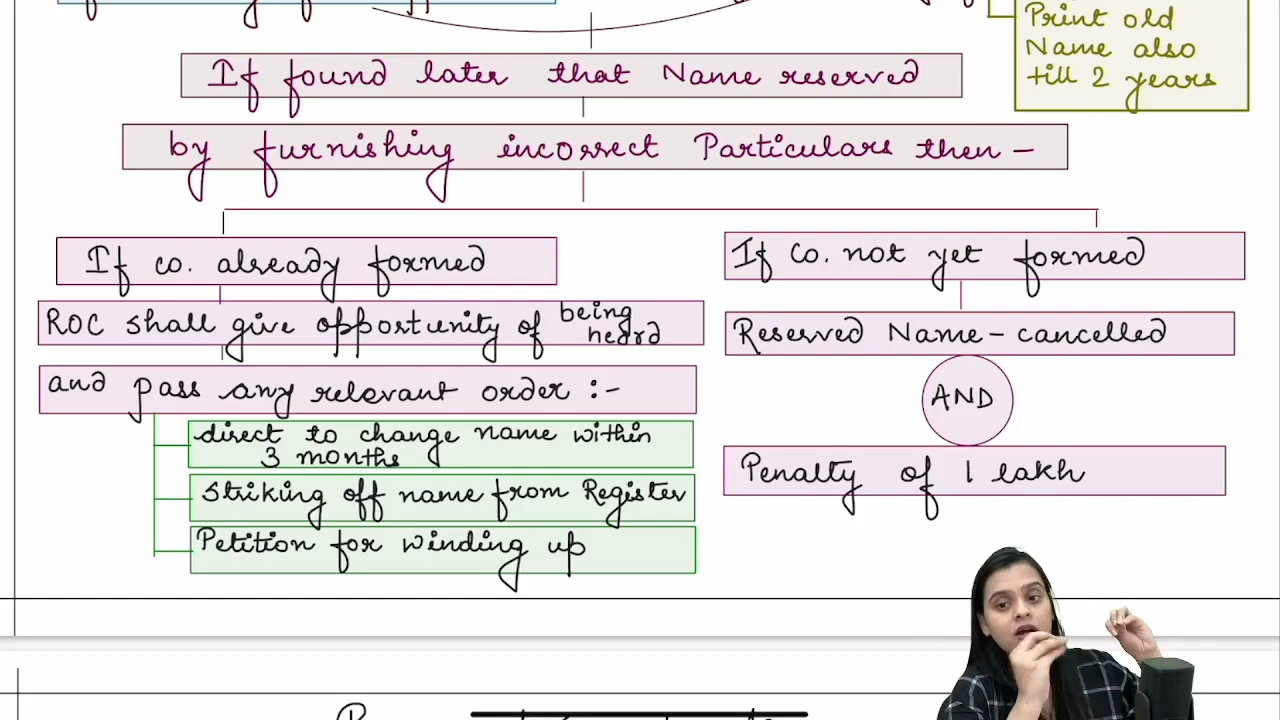 Print old
Name also
till 2 years
If found later that Name reserved
by furnishing incorrect Particulars then -
If co. already formed
ROC shall give opportunity of being heard
and pass any relevant order :-
direct to change name within
3 months
Striking off name from Register
Petition for winding up
If Co. not yet formed
Reserved Name - cancelled
AND
Penalty of 1 lakh